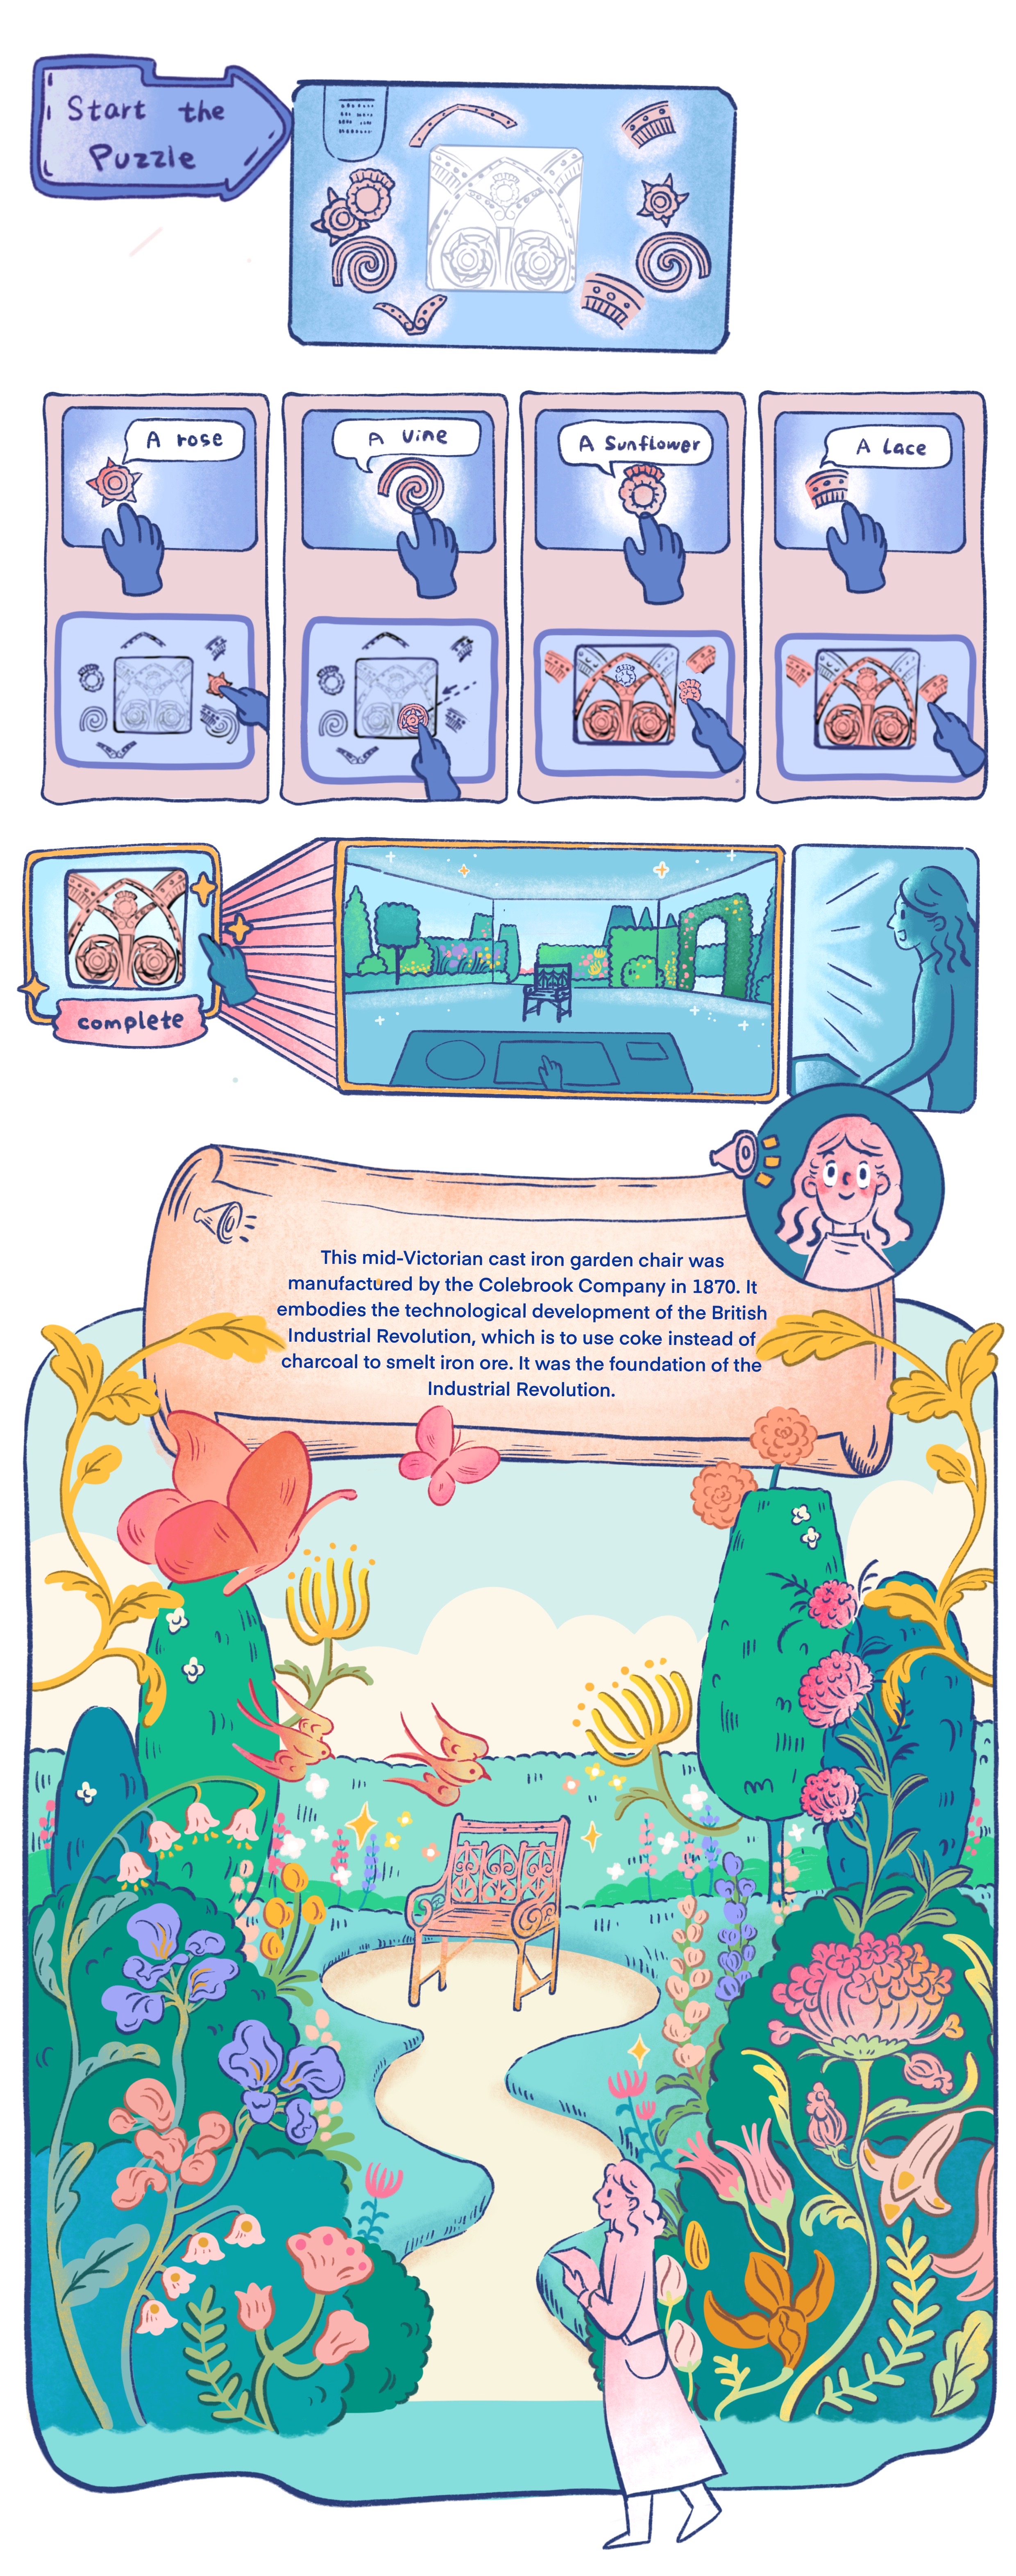 Start the
Puzzle
A rose
A Vine
A Sunflower
A Lace
complete
This mid-Victorian cast iron garden chair was
manufactured by the Colebrook Company in 1870. It
embodies the technological development of the British
Industrial Revolution, which is to use coke instead of
charcoal to smelt iron ore. It was the foundation of the
Industrial Revolution.